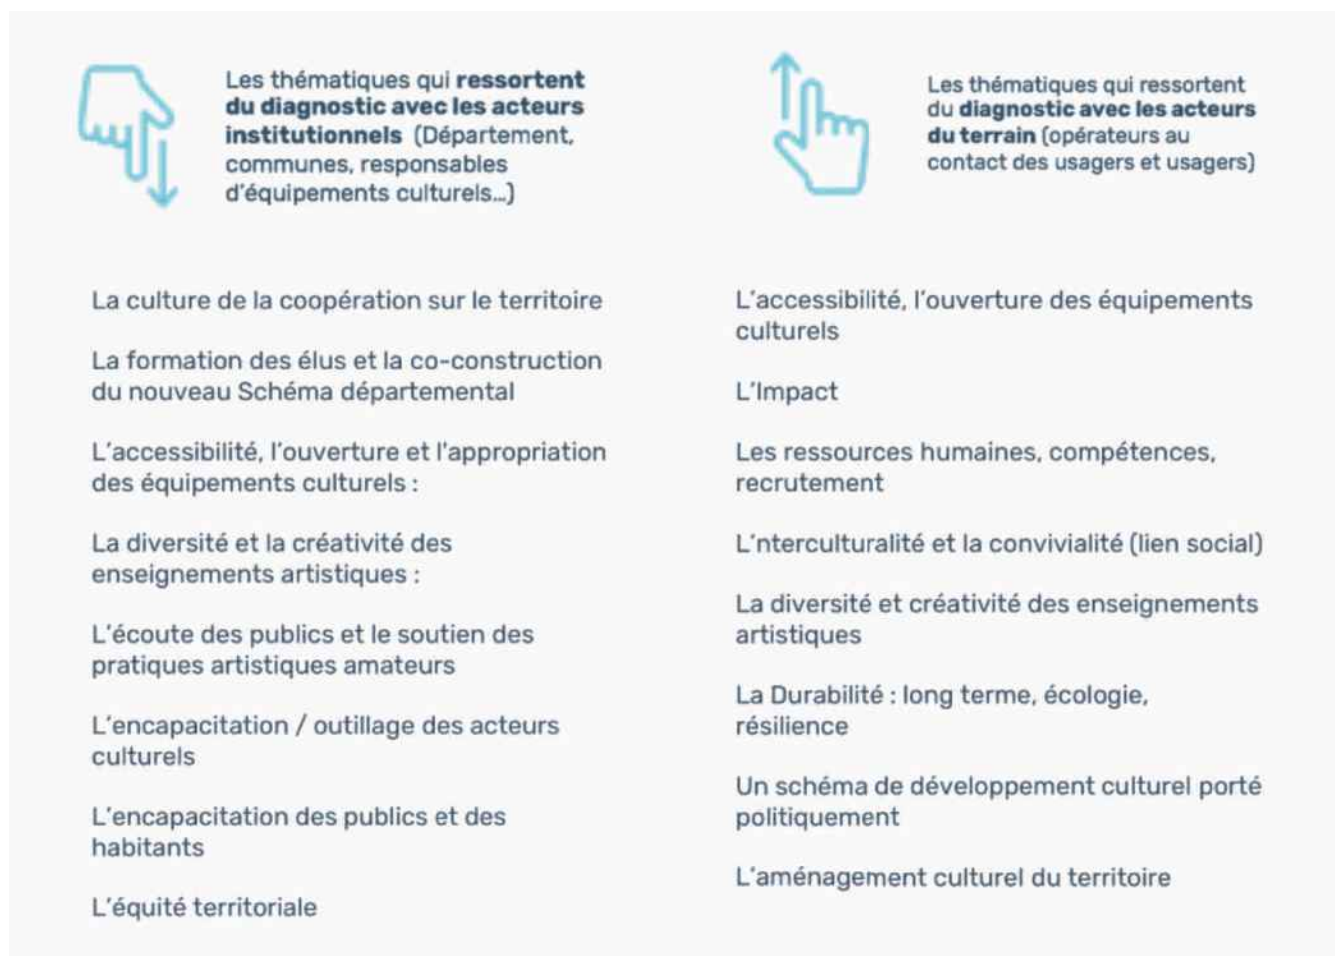 Les thématiques qui ressortent
du diagnostic avec les acteurs
institutionnels (Département,
communes, responsables
d'équipements culturels...)
La culture de la coopération sur le territoire
La formation des élus et la co-construction
du nouveau Schéma départemental
L'accessibilité, l'ouverture et l'appropriation
des équipements culturels :
La diversité et la créativité des
enseignements artistiques :
L'écoute des publics et le soutien des
pratiques artistiques amateurs
L'encapacitation / outillage des acteurs
culturels
L'encapacitation des publics et des
habitants
L'équité territoriale
Les thématiques qui ressortent
du diagnostic avec les acteurs
du terrain (opérateurs au
contact des usagers et usagers)
L'accessibilité, l'ouverture des équipements
culturels
L'Impact
Les ressources humaines, compétences,
recrutement
L'nterculturalité et la convivialité (lien social)
La diversité et créativité des enseignements
artistiques
La Durabilité : long terme, écologie,
résilience
Un schéma de développement culturel porté
politiquement
L'aménagement culturel du territoire